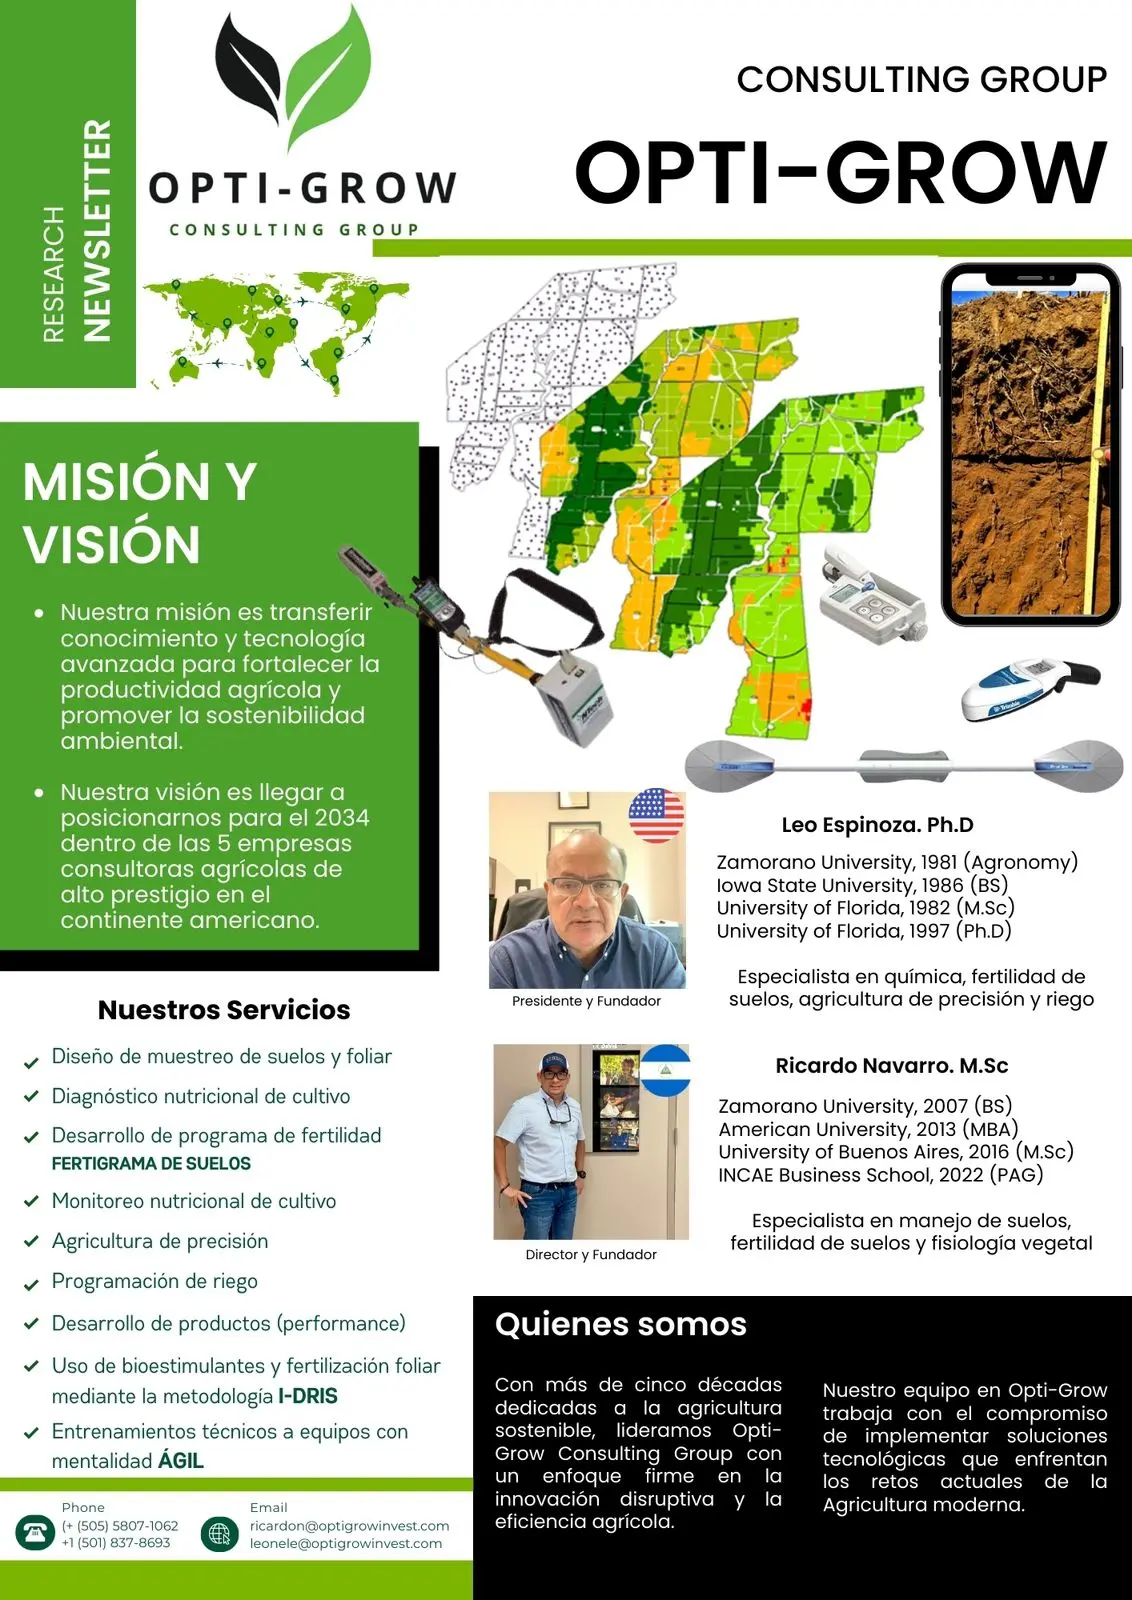 RESEARCH
NEWSLETTER
OPTI-GROW
CONSULTING GROUP
CONSULTING GROUP
OPTI-GROW
MISIÓN Y
VISIÓN
• Nuestra misión es transferir
conocimiento y tecnología
avanzada para fortalecer la
productividad agrícola y
promover la sostenibilidad
ambiental.
• Nuestra visión es llegar a
posicionarnos para el 2034
dentro de las 5 empresas
consultoras agrícolas de
alto prestigio en el
continente americano.
Trimble
Presidente y Fundador
Leo Espinoza. Ph.D
Zamorano University, 1981 (Agronomy)
Iowa State University, 1986 (BS)
University of Florida, 1982 (M.Sc)
University of Florida, 1997 (Ph.D)
Especialista en química, fertilidad de
suelos, agricultura de precisión y riego
Director y Fundador
Ricardo Navarro. M.Sc
Zamorano University, 2007 (BS)
American University, 2013 (MBA)
University of Buenos Aires, 2016 (M.Sc)
INCAE Business School, 2022 (PAG)
Especialista en manejo de suelos,
fertilidad de suelos y fisiología vegetal
Nuestros Servicios
Diseño de muestreo de suelos y foliar
Diagnóstico nutricional de cultivo
Desarrollo de programa de fertilidad
FERTIGRAMA DE SUELOS
Monitoreo nutricional de cultivo
Agricultura de precisión
Programación de riego
Desarrollo de productos (performance)
Uso de bioestimulantes y fertilización foliar
mediante la metodología I-DRIS
Entrenamientos técnicos a equipos con
mentalidad ÁGIL
Phone
(+ (505) 5807-1062
+1 (501) 837-8693
Email
ricardon@optigrowinvest.com
leonele@optigrowinvest.com
Quienes somos
Con más de cinco décadas
dedicadas a la agricultura
sostenible, lideramos Opti-
Grow Consulting Group con
un enfoque firme en la
innovación disruptiva y la
eficiencia agrícola.
Nuestro equipo en Opti-Grow
trabaja con el compromiso
de implementar soluciones
tecnológicas que enfrentan
los retos actuales de la
Agricultura moderna.